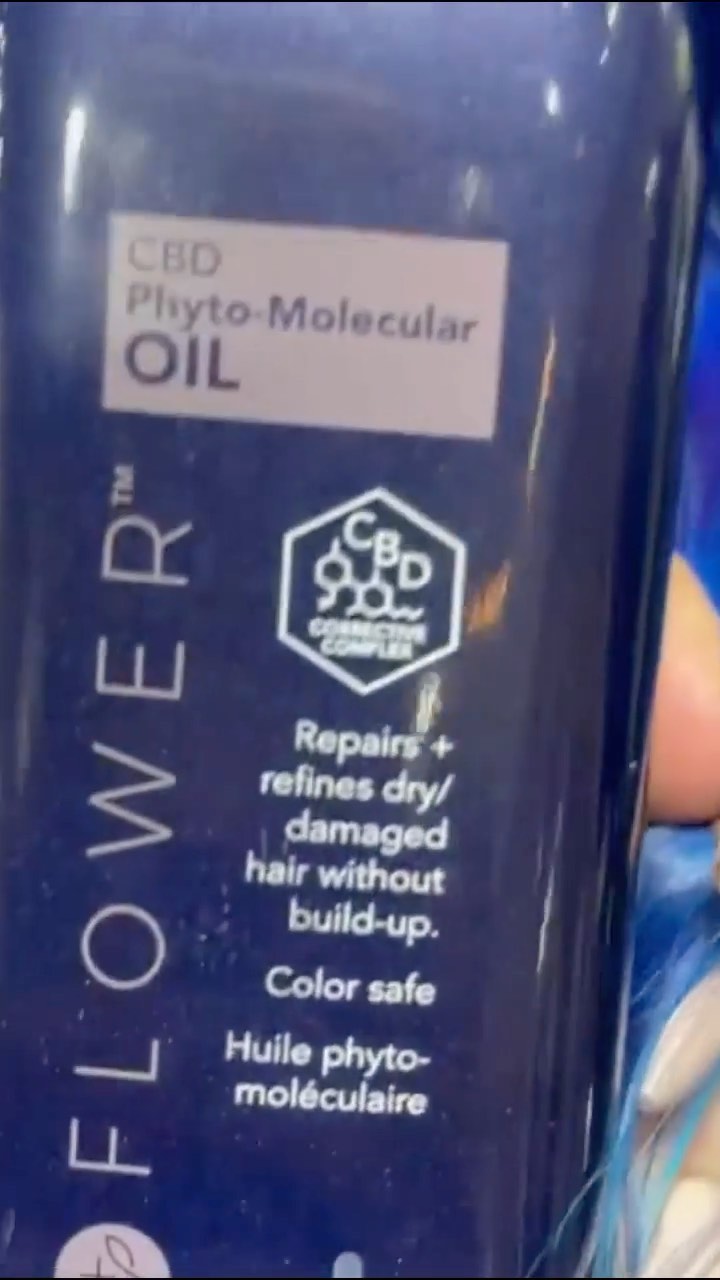 CBD
Phyto-Molecular
OIL
FLOWER™
CBD
CORRECTIVE
COMPLEX
Repairs +
refines dry/
damaged
hair without
build-up.
Color safe
Huile phyto-
moléculaire